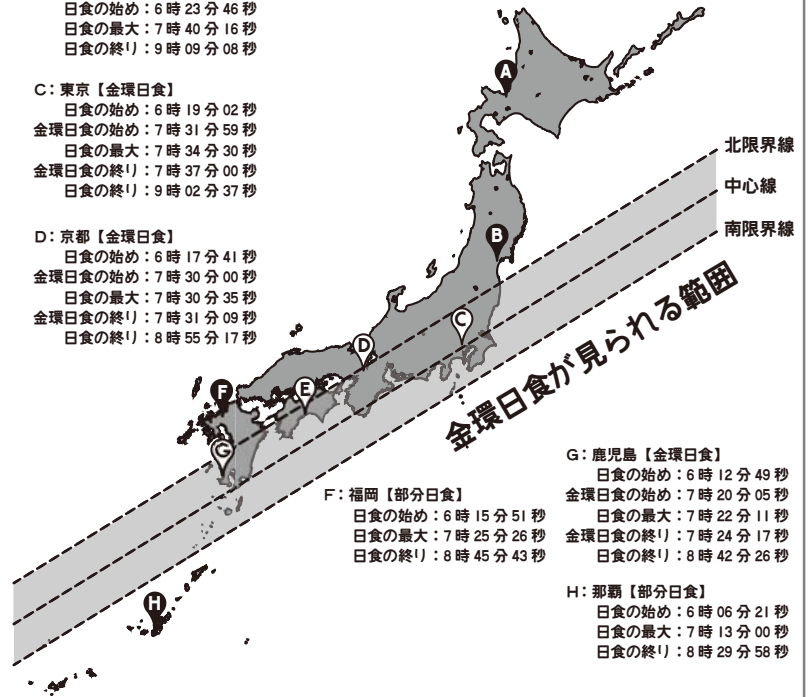 日食の始め：6時23分46秒
日食の最大：7時40分16秒
日食の終り：9時09分08秒
C：東京【金環日食】
日食の始め：6時19分02秒
金環日食の始め：7時31分59秒
日食の最大：7時34分30秒
金環日食の終り：7時37分00秒
日食の終り：9時02分37秒
D：京都【金環日食】
日食の始め：6時17分41秒
金環日食の始め：7時30分00秒
日食の最大：7時30分35秒
金環日食の終り：7時31分09秒
日食の終り：8時55分17秒
A
北限界線
中心線
南限界線
B
C
D
E
F
G
金環日食が見られる範囲
F：福岡【部分日食】
日食の始め：6時15分51秒
日食の最大：7時25分26秒
日食の終り：8時45分43秒
G：鹿児島【金環日食】
日食の始め：6時12分49秒
金環日食の始め：7時20分05秒
日食の最大：7時22分11秒
金環日食の終り：7時24分17秒
日食の終り：8時42分26秒
H
H：那覇【部分日食】
日食の始め：6時06分21秒
日食の最大：7時13分00秒
日食の終り：8時29分58秒